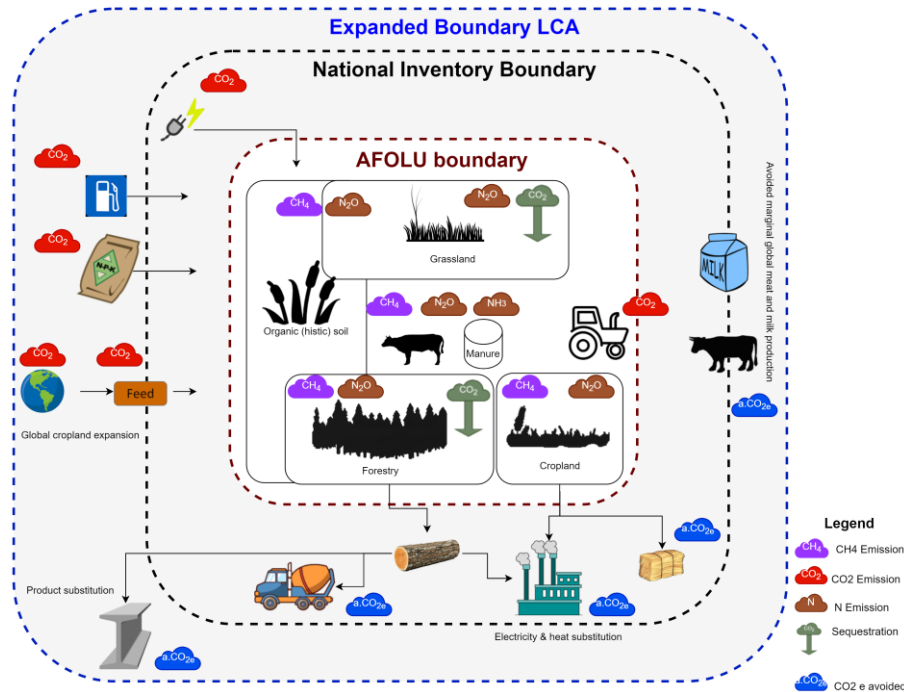 Expanded Boundary LCA
National Inventory Boundary
CO₂
CO₂
AFOLU boundary
CH₄
N₂O
N₂O
CO₂
Grassland
CO₂
N-P-K
Organic (histic) soil
CH₄
N₂O
NH₃
CO₂
Manure
MILK
Avoided marginal global meat and milk production
CO₂
CO₂
Feed
Global cropland expansion
CH₄
N₂O
CO₂
Forestry
CH₄
N₂O
Cropland
a.CO₂e
a.CO₂e
Product substitution
a.CO₂e
a.CO₂e
Electricity & heat substitution
a.CO₂e
Legend
CH₄ CH4 Emission
CO₂ CO2 Emission
N N Emission
CO₂ Sequestration
a.CO₂e CO2 e avoided